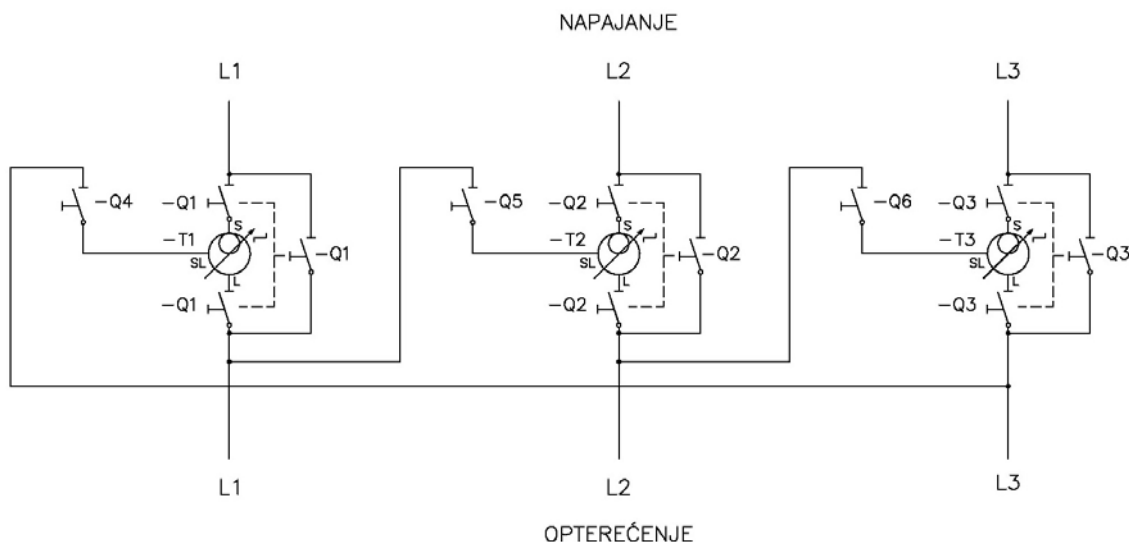 NAPAJANJE
L1 L2 L3
-Q4 -Q1 -Q5 -Q2 -Q6 -Q3
S S S
-T1 -T2 -T3
-Q1 -Q2 -Q3
SL SL SL
L L L
-Q1 -Q2 -Q3
L1 L2 L3
OPTEREĆENJE